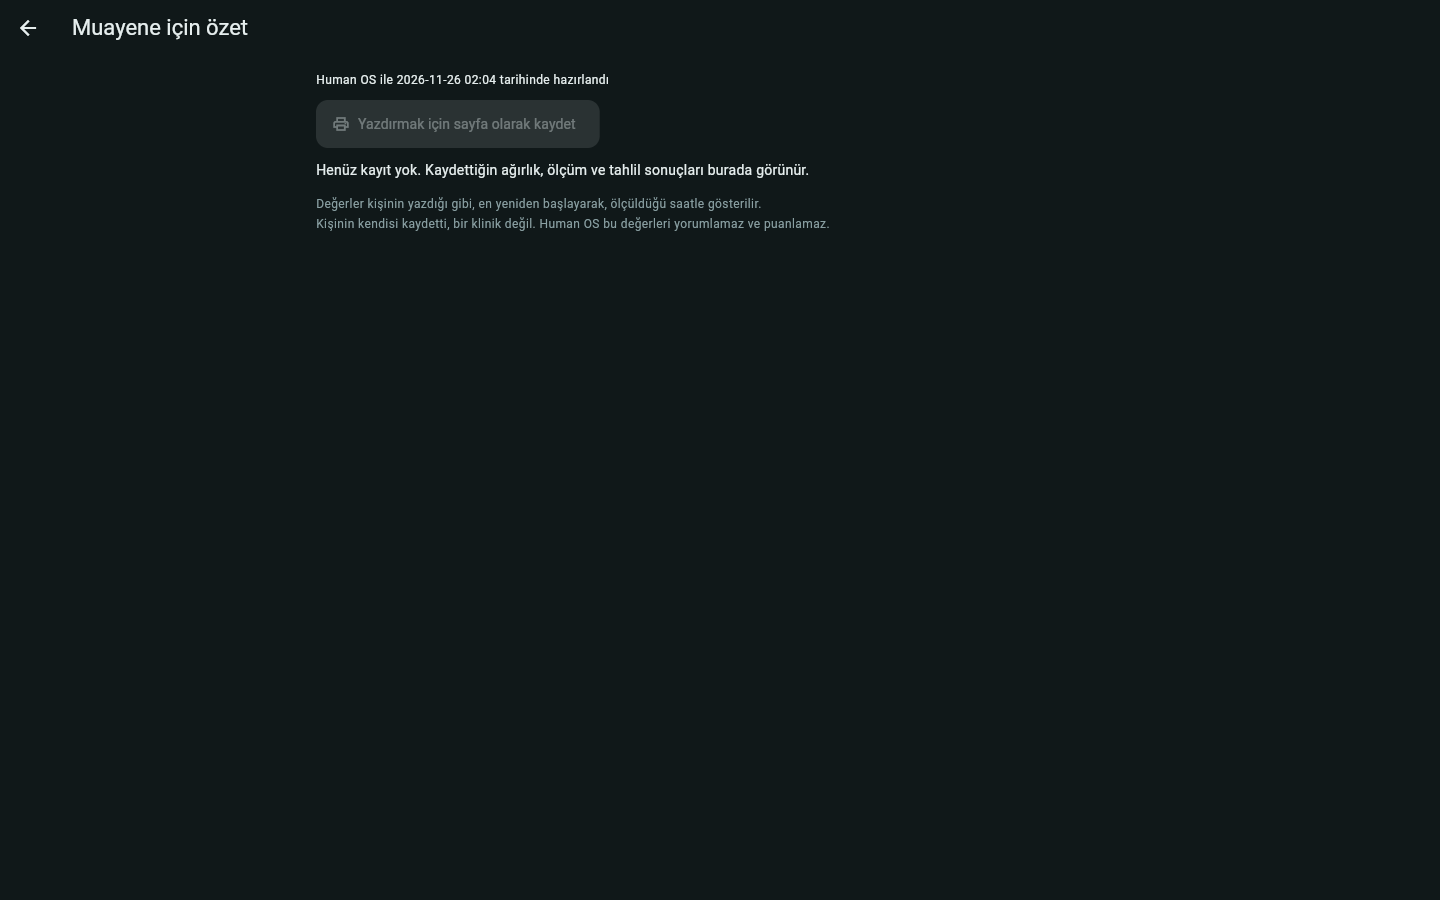 Muayene için özet
Human OS ile 2026-11-26 02:04 tarihinde hazırlandı
Yazdırmak için sayfa olarak kaydet
Henüz kayıt yok. Kaydettiğin ağırlık, ölçüm ve tahlil sonuçları burada görünür.
Değerler kişinin yazdığı gibi, en yeniden başlayarak, ölçüldüğü saatle gösterilir.
Kişinin kendisi kaydetti, bir klinik değil. Human OS bu değerleri yorumlamaz ve puanlamaz.